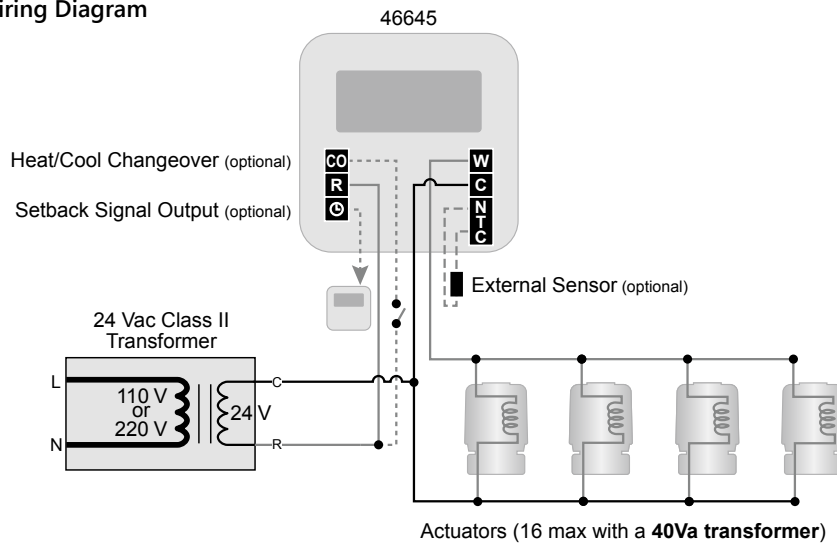 Diagram
46645
Heat/Cool Changeover (optional)
CO
W
R
C
Setback Signal Output (optional)
N
T
C
External Sensor (optional)
24 Vac Class II
Transformer
L
C
110 V
or
220 V
24 V
N
R
Actuators (16 max with a 40Va transformer)